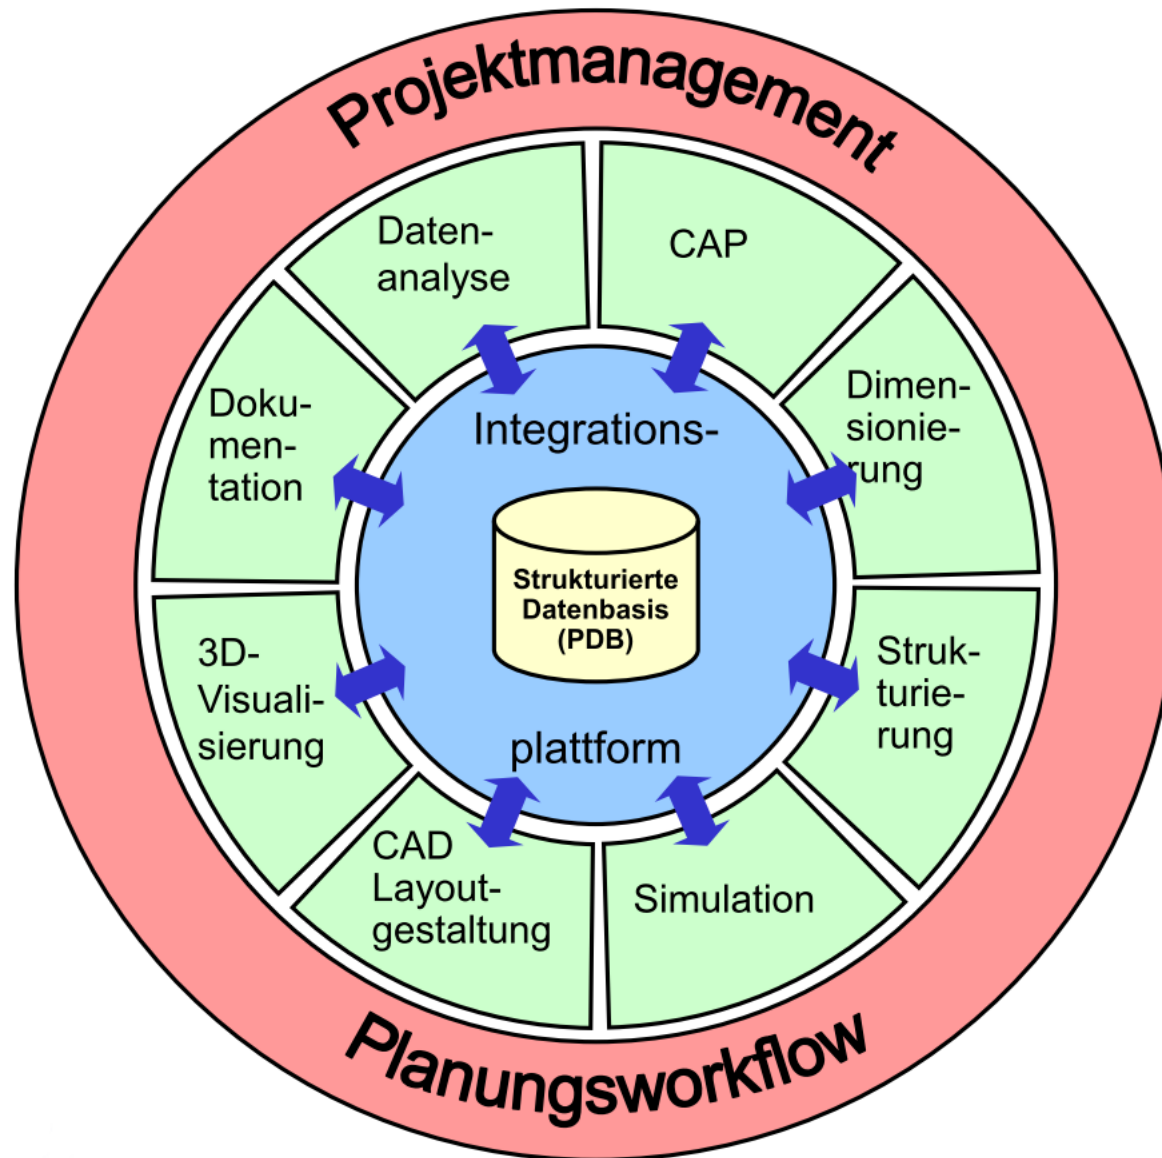 Projektmanagement
Daten-
analyse
CAP
Dimen-
sionie-
rung
Struk-
turie-
rung
Simulation
CAD
Layout-
gestaltung
3D-
Visuali-
sierung
Doku-
men-
tation
Integrations-
Strukturierte
Datenbasis
(PDB)
plattform
Planungsworkflow